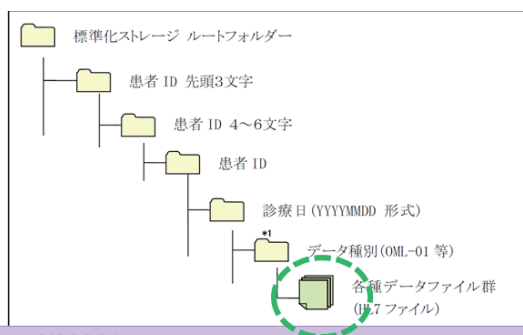 標準化ストレージ ルートフォルダー
患者 ID 先頭3文字
患者 ID 4～6文字
患者 ID
診療日(YYYYMMDD 形式)
*1
データ種別(OML-01 等)
各種データファイル群
(HL7 ファイル)